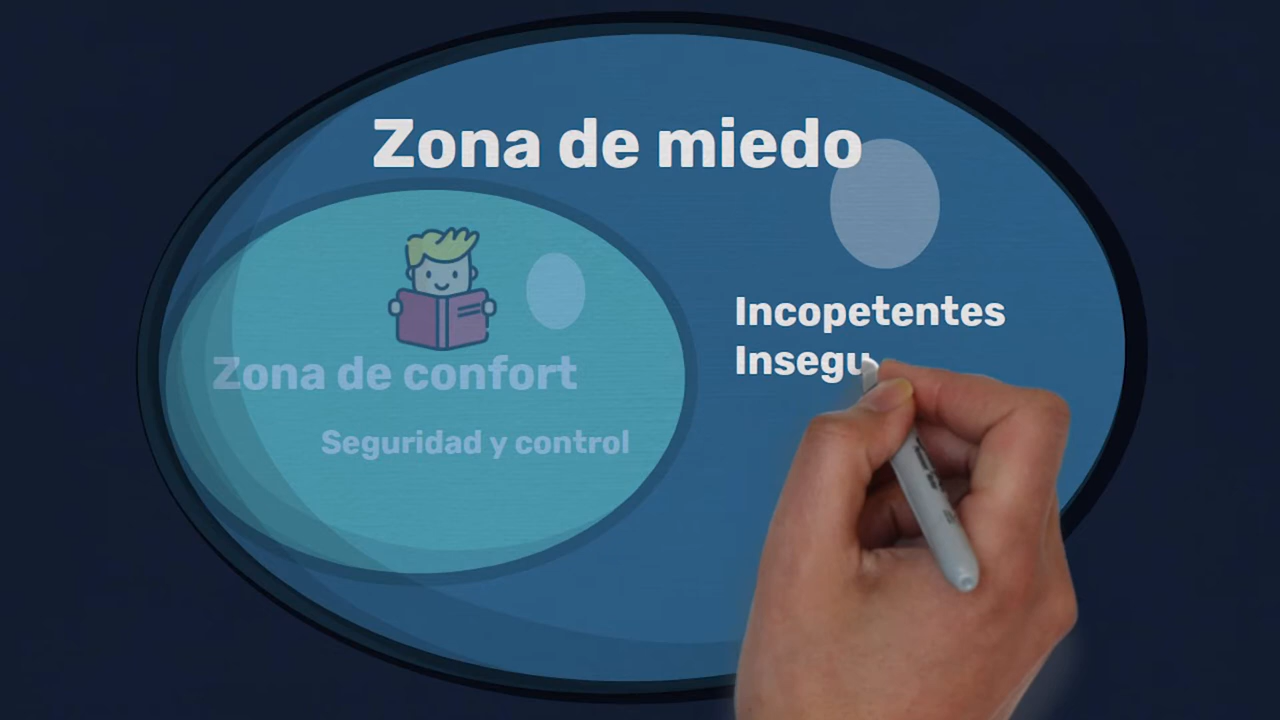 Zona de miedo
Incopetentes
Insegu
Zona de confort
Seguridad y control